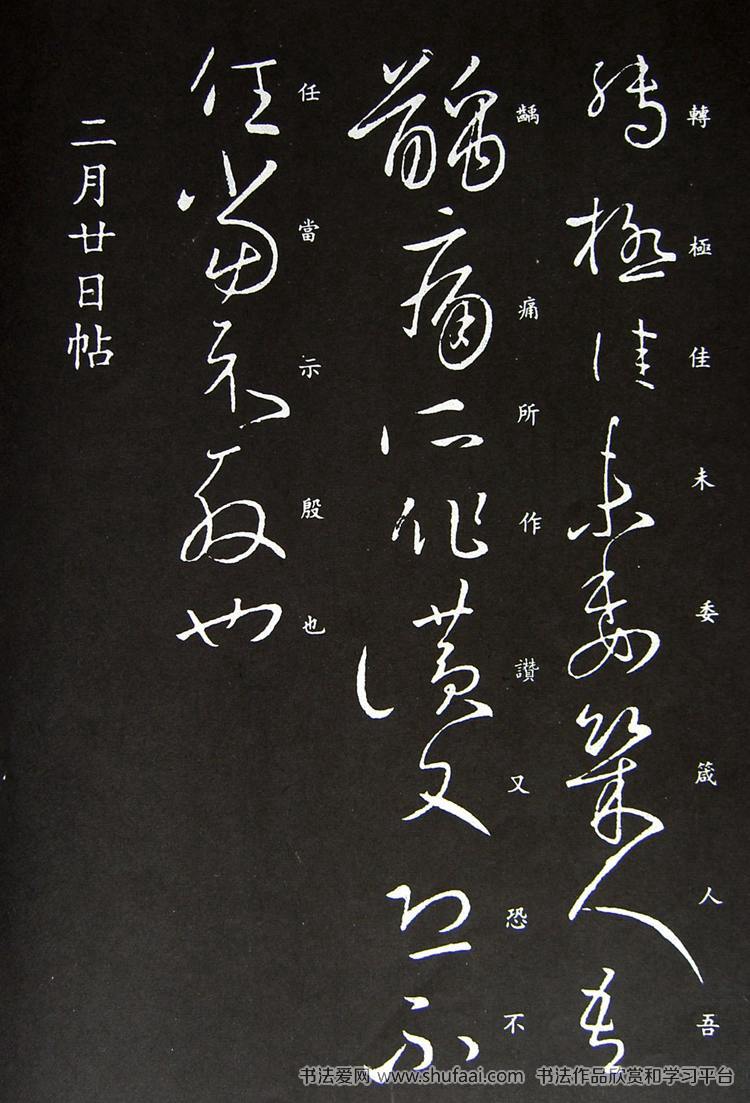 轉極佳未委箴人吾
齲痛所作讚又恐不
任當示殷也
二月廿日帖
书法爱网 www.shufaai.com 书法作品欣赏和学习平台